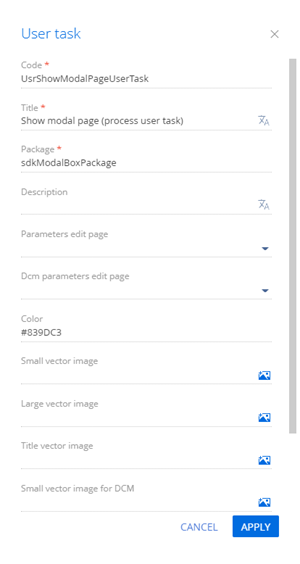 User task
Code *
UsrShowModalPageUserTask
Title *
Show modal page (process user task)
Package *
sdkModalBoxPackage
Description
Parameters edit page
Dcm parameters edit page
Color
#839DC3
Small vector image
Large vector image
Title vector image
Small vector image for DCM
CANCEL APPLY